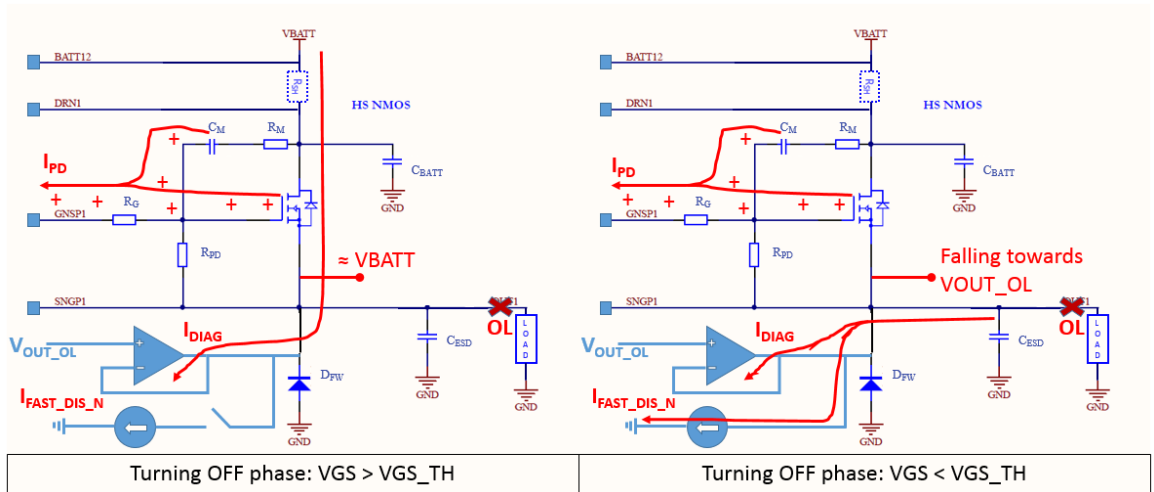 VBATT
BATT12
RSH
DRN1
HS NMOS
CM
RM
IPD
CBATT
GND
RG
GNSP1
RPD
≈ VBATT
SNGP1
OL
LOAD
IDIAG
VOUT_OL
+
-
CESD
GND
GND
DFW
IFAST_DIS_N
GND
Turning OFF phase: VGS > VGS_TH
VBATT
BATT12
RSH
DRN1
HS NMOS
CM
RM
IPD
CBATT
GND
RG
GNSP1
RPD
Falling towards
VOUT_OL
SNGP1
OL
LOAD
IDIAG
VOUT_OL
+
-
CESD
GND
GND
DFW
IFAST_DIS_N
GND
Turning OFF phase: VGS < VGS_TH